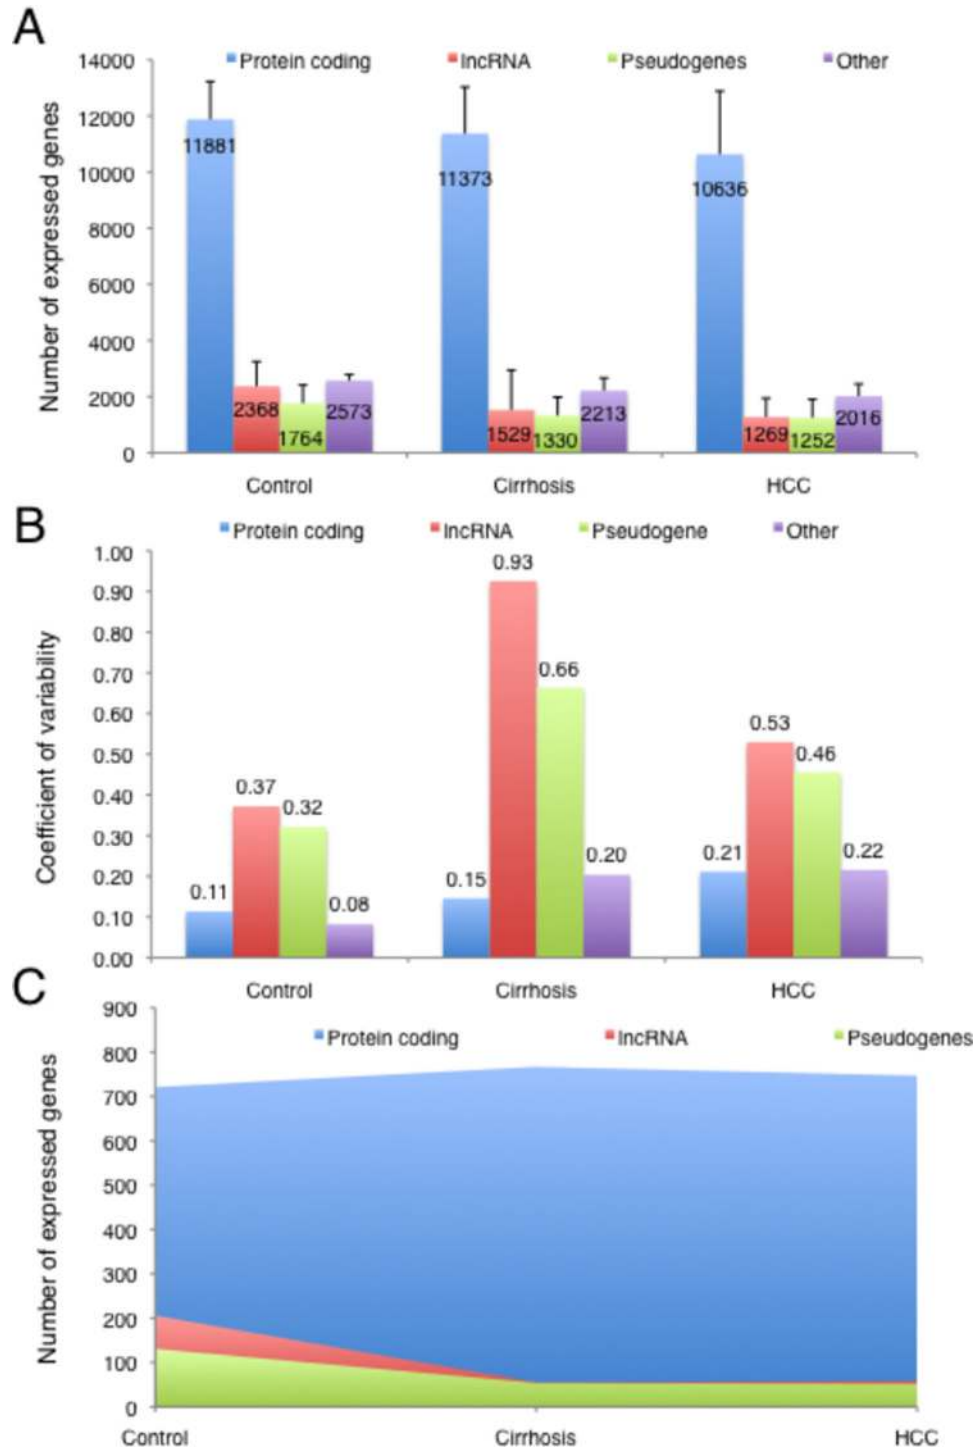 A
14000
12000
10000
8000
6000
4000
2000
0
Number of expressed genes
Protein coding lncRNA Pseudogenes Other
11881 2368 1764 2573
11373 1529 1330 2213
10636 1269 1252 2016
Control Cirrhosis HCC
B
Protein coding lncRNA Pseudogene Other
1.00
0.90
0.80
0.70
0.60
0.50
0.40
0.30
0.20
0.10
0.00
Coefficient of variability
0.11 0.37 0.32 0.08
0.15 0.93 0.66 0.20
0.21 0.53 0.46 0.22
Control Cirrhosis HCC
C
900
800
700
600
500
400
300
200
100
0
Number of expressed genes
Protein coding lncRNA Pseudogenes
Control Cirrhosis HCC